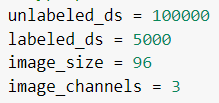 unlabeled_ds = 100000
labeled_ds = 5000
image_size = 96
image_channels = 3